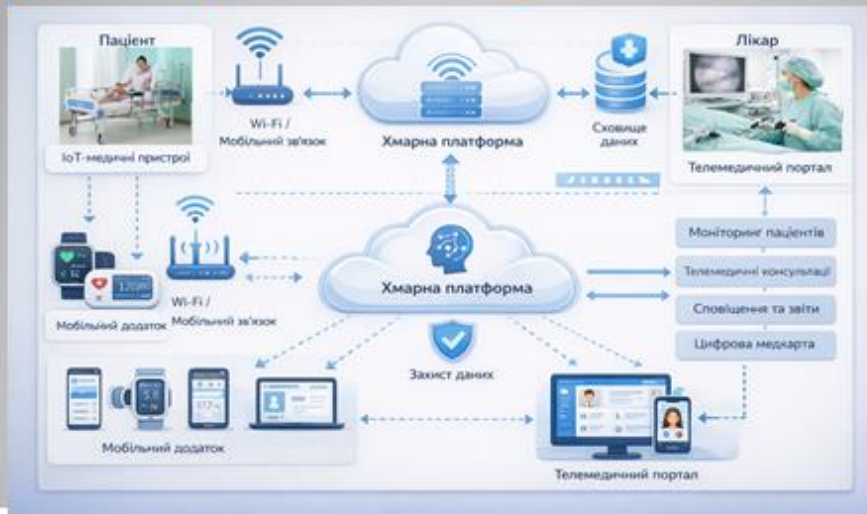 Пацієнт
IoT-медичні пристрої
Wi-Fi /
Мобільний зв'язок
Хмарна платформа
Сховище
даних
Лікар
Телемедичний портал
Wi-Fi /
Мобільний зв'язок
Мобільний додаток
Хмарна платформа
Захист даних
Моніторинг пацієнтів
Телемедичні консультації
Сповіщення та звіти
Цифрова медкарта
Мобільний додаток
Телемедичний портал